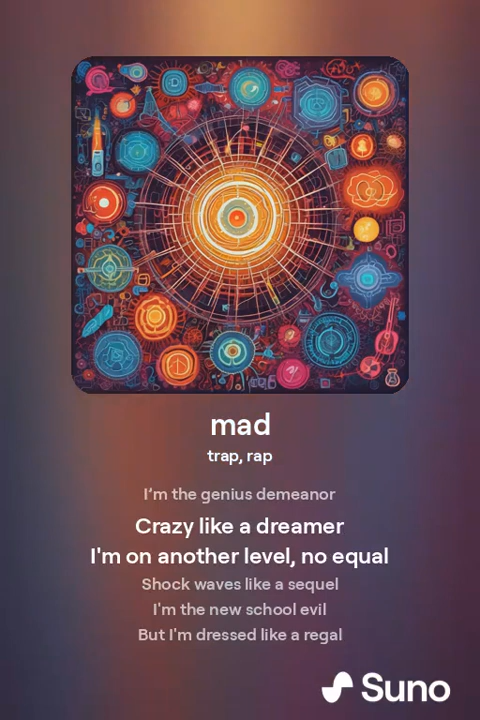 mad
trap, rap
I’m the genius demeanor
Crazy like a dreamer
I'm on another level, no equal
Shock waves like a sequel
I'm the new school evil
But I'm dressed like a regal
Suno